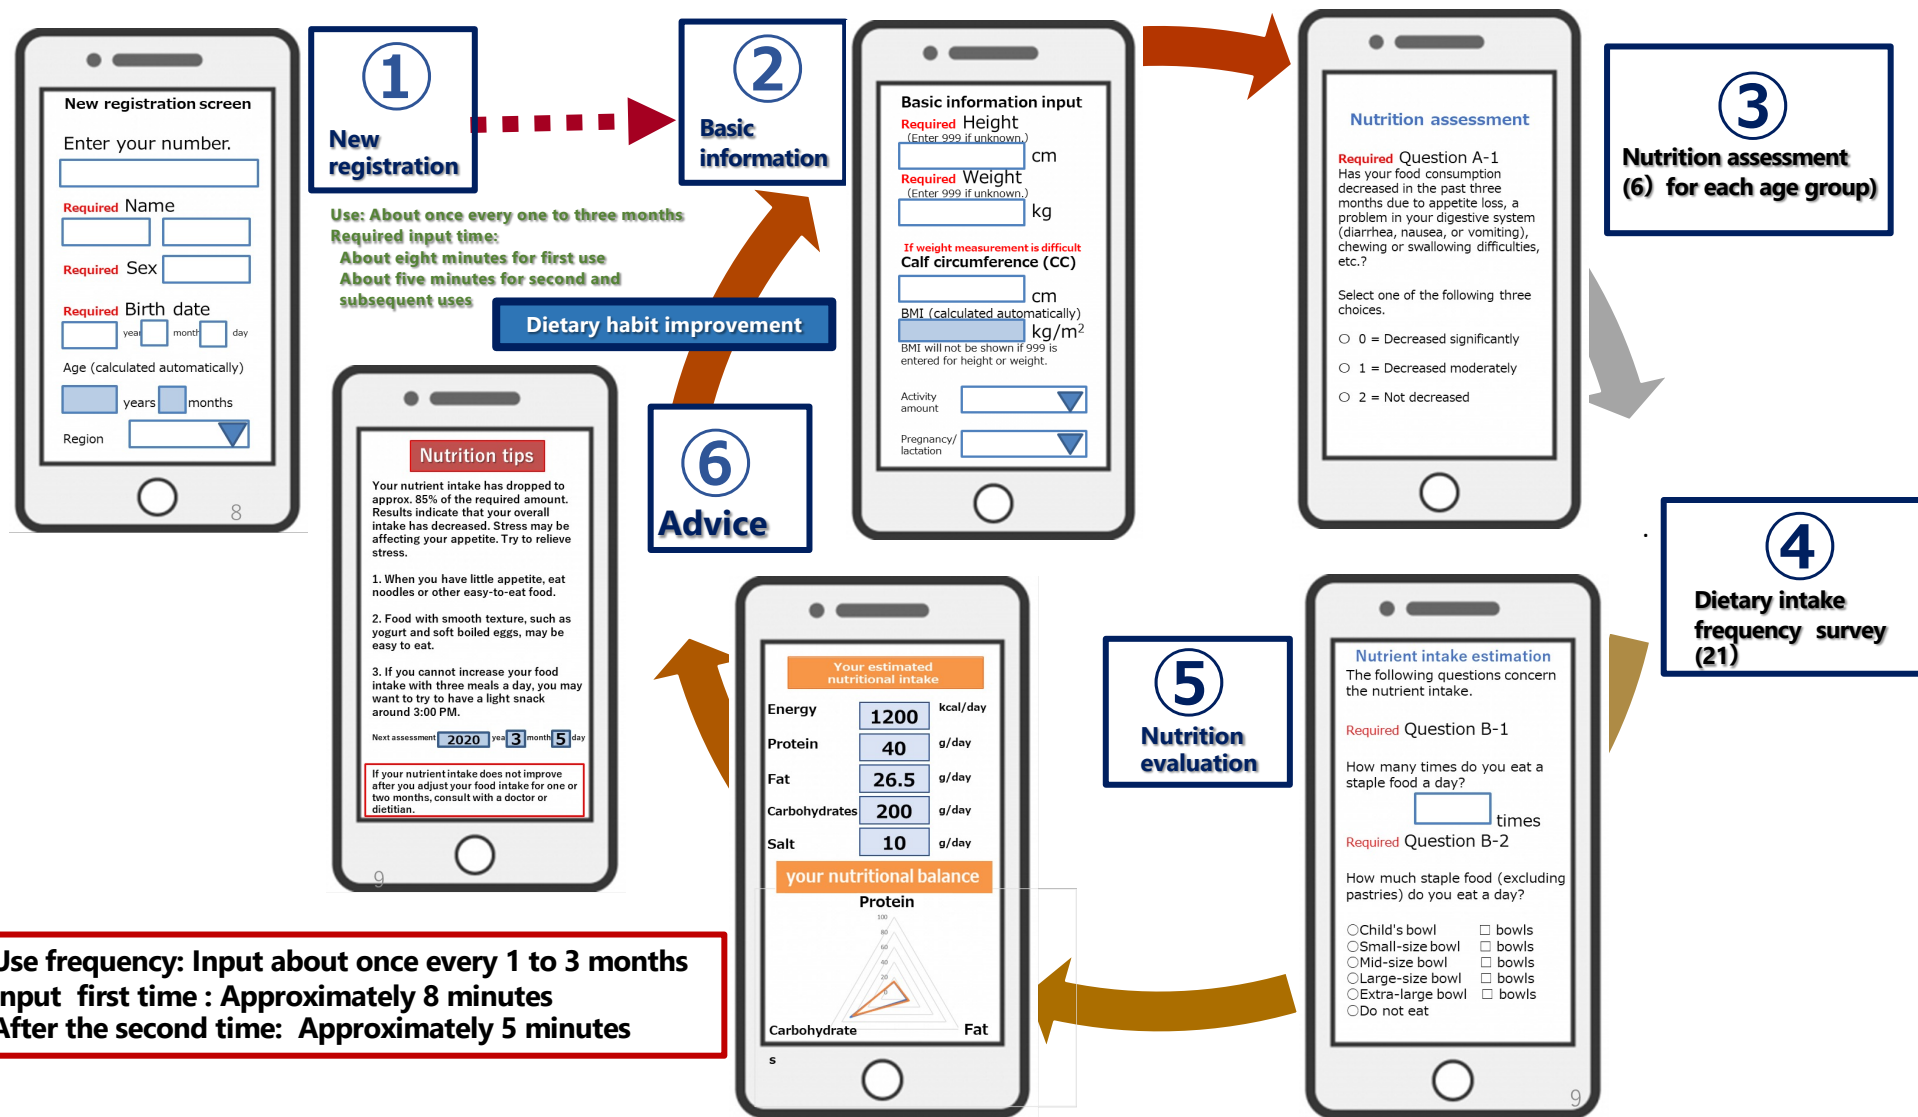 New registration screen
Enter your number.
Required Name
Required Sex
Required Birth date
year month day
Age (calculated automatically)
years months
Region
8
①
New
registration
②
Basic
information
Use: About once every one to three months
Required input time:
About eight minutes for first use
About five minutes for second and
subsequent uses
Dietary habit improvement
Basic information input
Required Height
(Enter 999 if unknown.)
cm
Required Weight
(Enter 999 if unknown.)
kg
If weight measurement is difficult
Calf circumference (CC)
cm
BMI (calculated automatically)
kg/m²
BMI will not be shown if 999 is
entered for height or weight.
Activity
amount
Pregnancy/
lactation
Nutrition assessment
Required Question A-1
Has your food consumption
decreased in the past three
months due to appetite loss, a
problem in your digestive system
(diarrhea, nausea, or vomiting),
chewing or swallowing difficulties,
etc.?
Select one of the following three
choices.
○ 0 = Decreased significantly
○ 1 = Decreased moderately
○ 2 = Not decreased
③
Nutrition assessment
(6) for each age group)
④
Dietary intake
frequency survey
(21)
Nutrient intake estimation
The following questions concern
the nutrient intake.
Required Question B-1
How many times do you eat a
staple food a day?
times
Required Question B-2
How much staple food (excluding
pastries) do you eat a day?
○Child's bowl □ bowls
○Small-size bowl □ bowls
○Mid-size bowl □ bowls
○Large-size bowl □ bowls
○Extra-large bowl □ bowls
○Do not eat
9
⑤
Nutrition
evaluation
Your estimated
nutritional intake
Energy 1200 kcal/day
Protein 40 g/day
Fat 26.5 g/day
Carbohydrates 200 g/day
Salt 10 g/day
your nutritional balance
Protein
100
80
60
40
20
0
Carbohydrate
s
Fat
⑥
Advice
Nutrition tips
Your nutrient intake has dropped to
approx. 85% of the required amount.
Results indicate that your overall
intake has decreased. Stress may be
affecting your appetite. Try to relieve
stress.
1. When you have little appetite, eat
noodles or other easy-to-eat food.
2. Food with smooth texture, such as
yogurt and soft boiled eggs, may be
easy to eat.
3. If you cannot increase your food
intake with three meals a day, you may
want to try to have a light snack
around 3:00 PM.
Next assessment 2020 yea 3 month 5 day
If your nutrient intake does not improve
after you adjust your food intake for one or
two months, consult with a doctor or
dietitian.
9
Use frequency: Input about once every 1 to 3 months
Input first time : Approximately 8 minutes
After the second time: Approximately 5 minutes